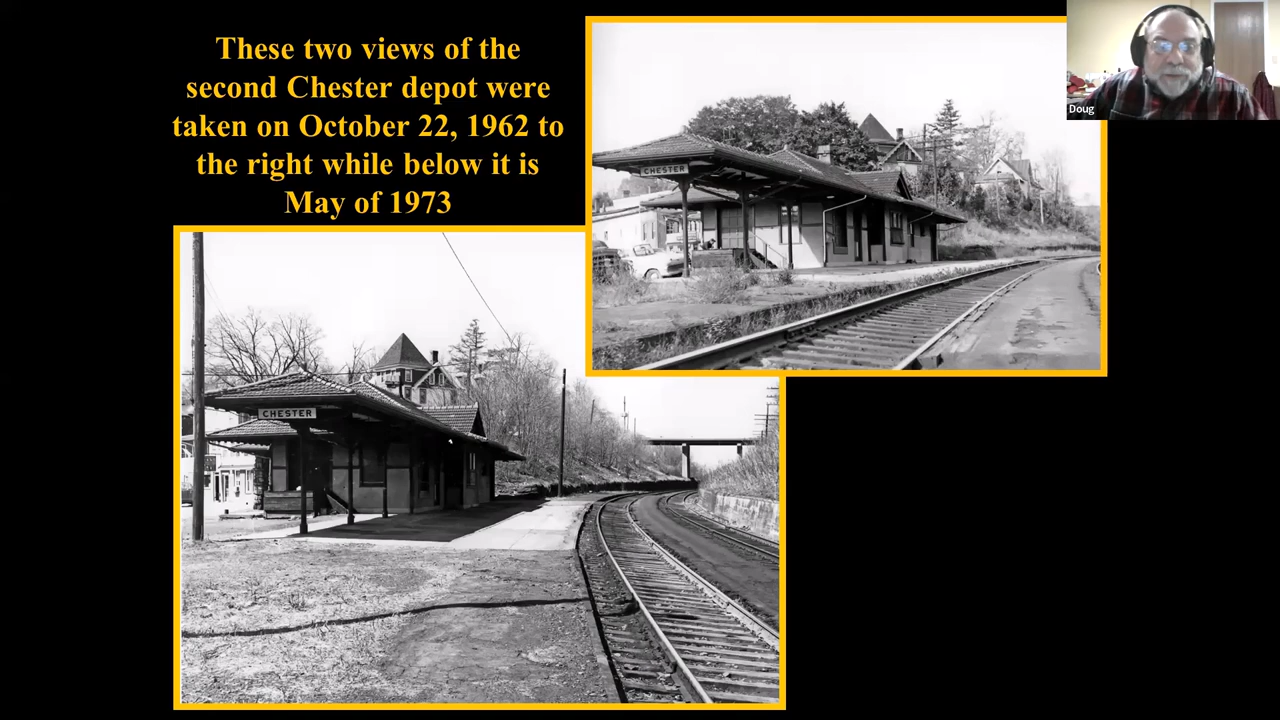 These two views of the
second Chester depot were
taken on October 22, 1962 to
the right while below it is
May of 1973
CHESTER
Doug
CHESTER